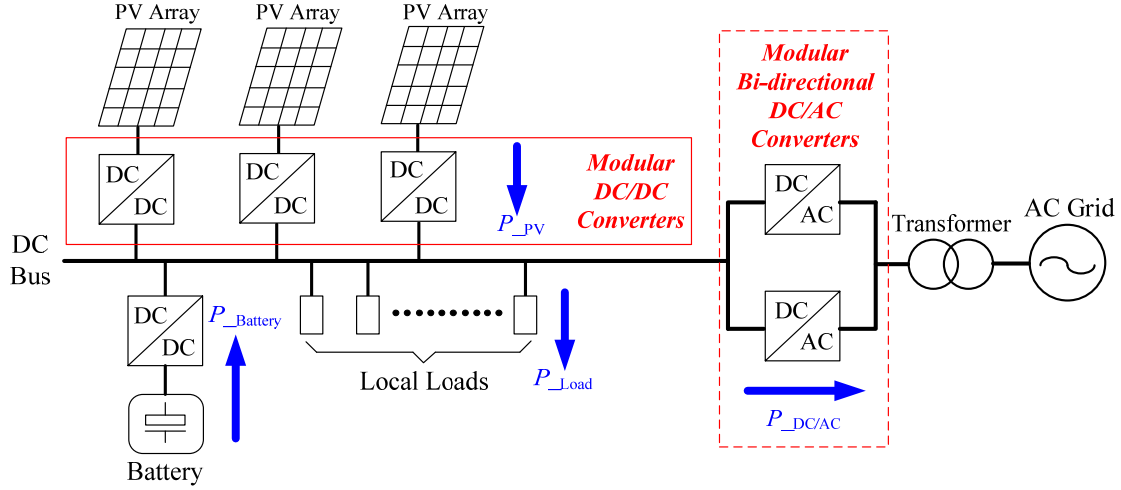 PV Array
PV Array
PV Array
Modular
Bi-directional
DC/AC
Converters
DC
DC
DC
DC
DC
DC
Modular
DC/DC
Converters
P_PV
DC
AC
Transformer
AC Grid
DC
Bus
DC
DC
P_Battery
Local Loads
P_Load
DC
AC
P_DC/AC
Battery